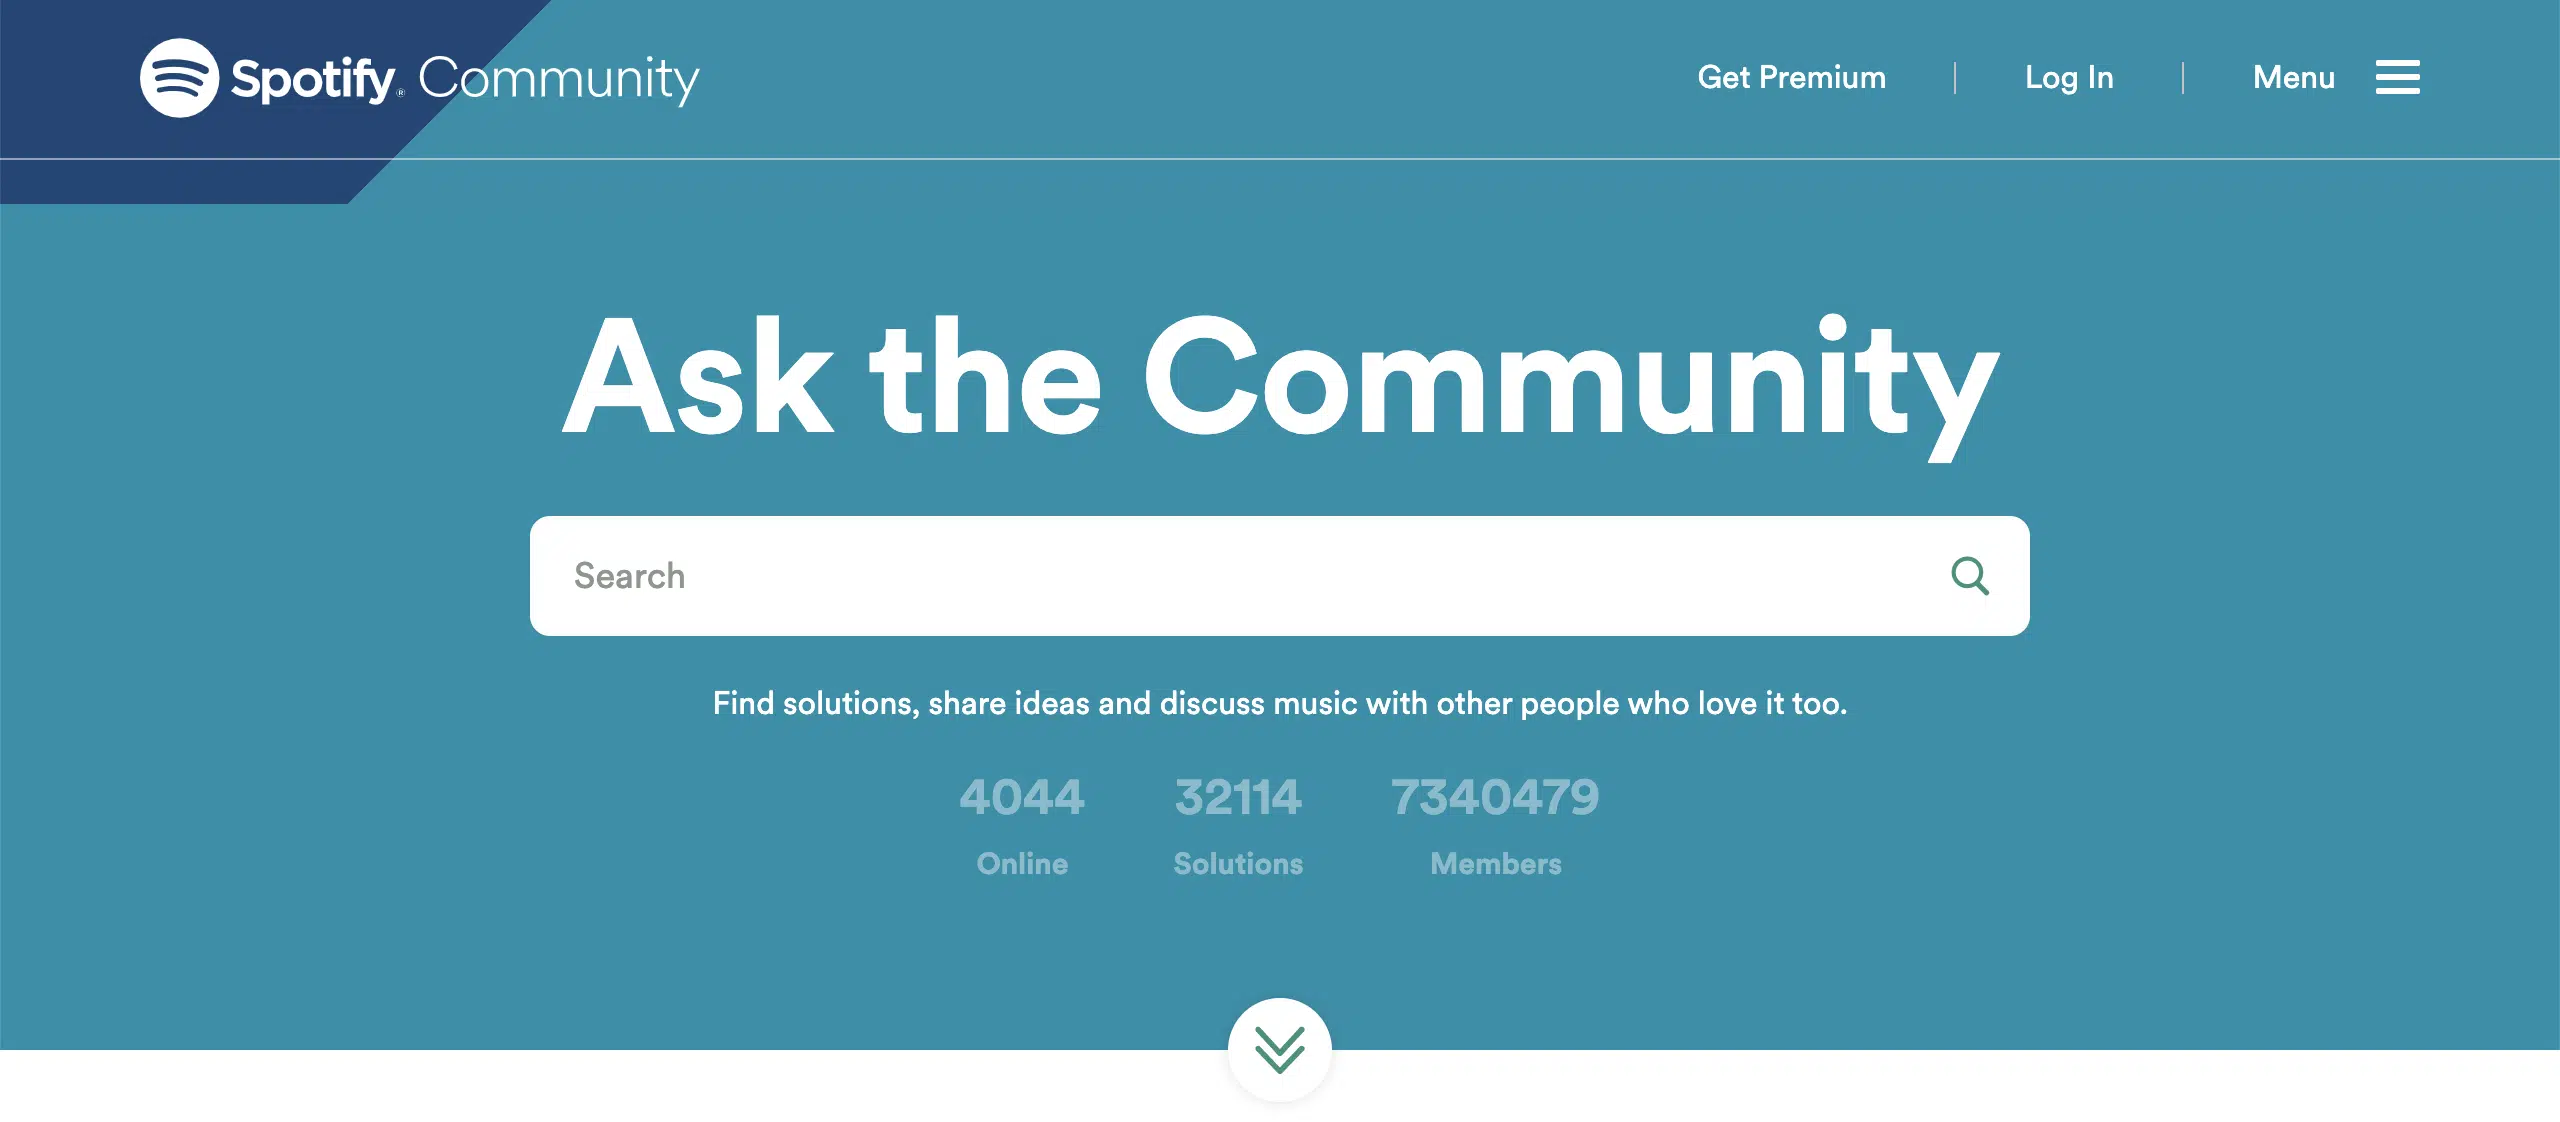 Spotify® Community
Get Premium
Log In
Menu
Ask the Community
Search
Find solutions, share ideas and discuss music with other people who love it too.
4044 32114 7340479
Online Solutions Members